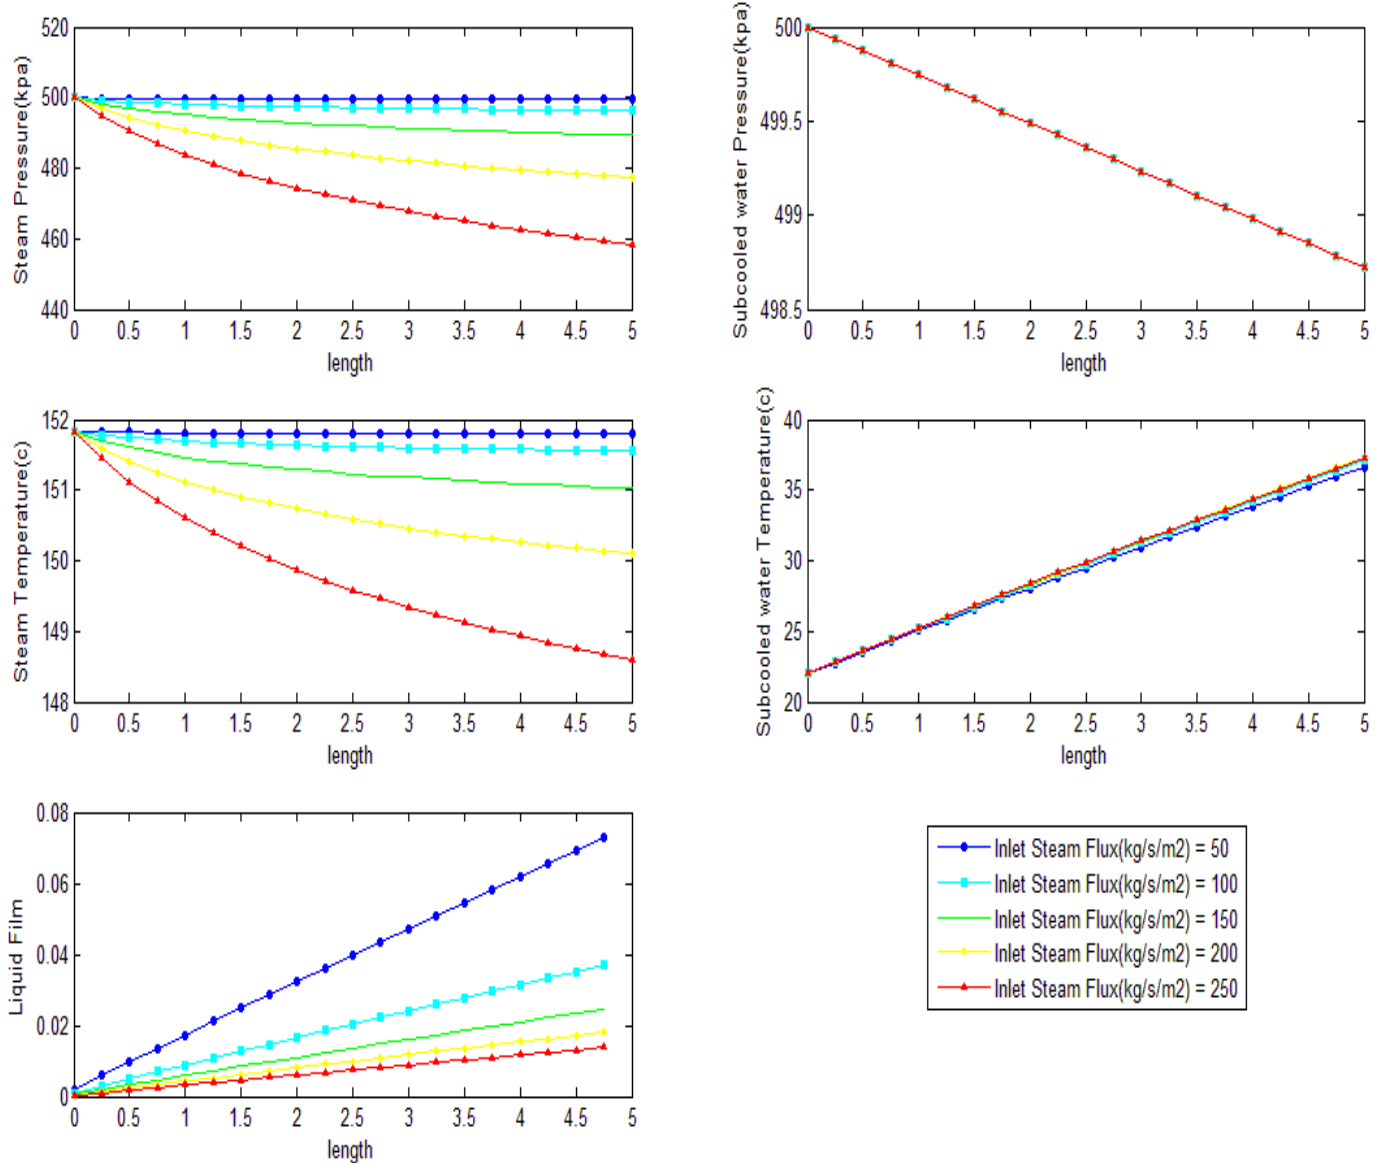 Steam Pressure(kpa)
520
500
480
460
440
0 0.5 1 1.5 2 2.5 3 3.5 4 4.5 5
length
Subcooled water Pressure(kpa)
500
499.5
499
498.5
0 0.5 1 1.5 2 2.5 3 3.5 4 4.5 5
length
Steam Temperature(c)
152
151
150
149
148
0 0.5 1 1.5 2 2.5 3 3.5 4 4.5 5
length
Subcooled water Temperature(c)
40
35
30
25
20
0 0.5 1 1.5 2 2.5 3 3.5 4 4.5 5
length
Liquid Film
0.08
0.06
0.04
0.02
0
0 0.5 1 1.5 2 2.5 3 3.5 4 4.5 5
length
Inlet Steam Flux(kg/s/m2) = 50
Inlet Steam Flux(kg/s/m2) = 100
Inlet Steam Flux(kg/s/m2) = 150
Inlet Steam Flux(kg/s/m2) = 200
Inlet Steam Flux(kg/s/m2) = 250